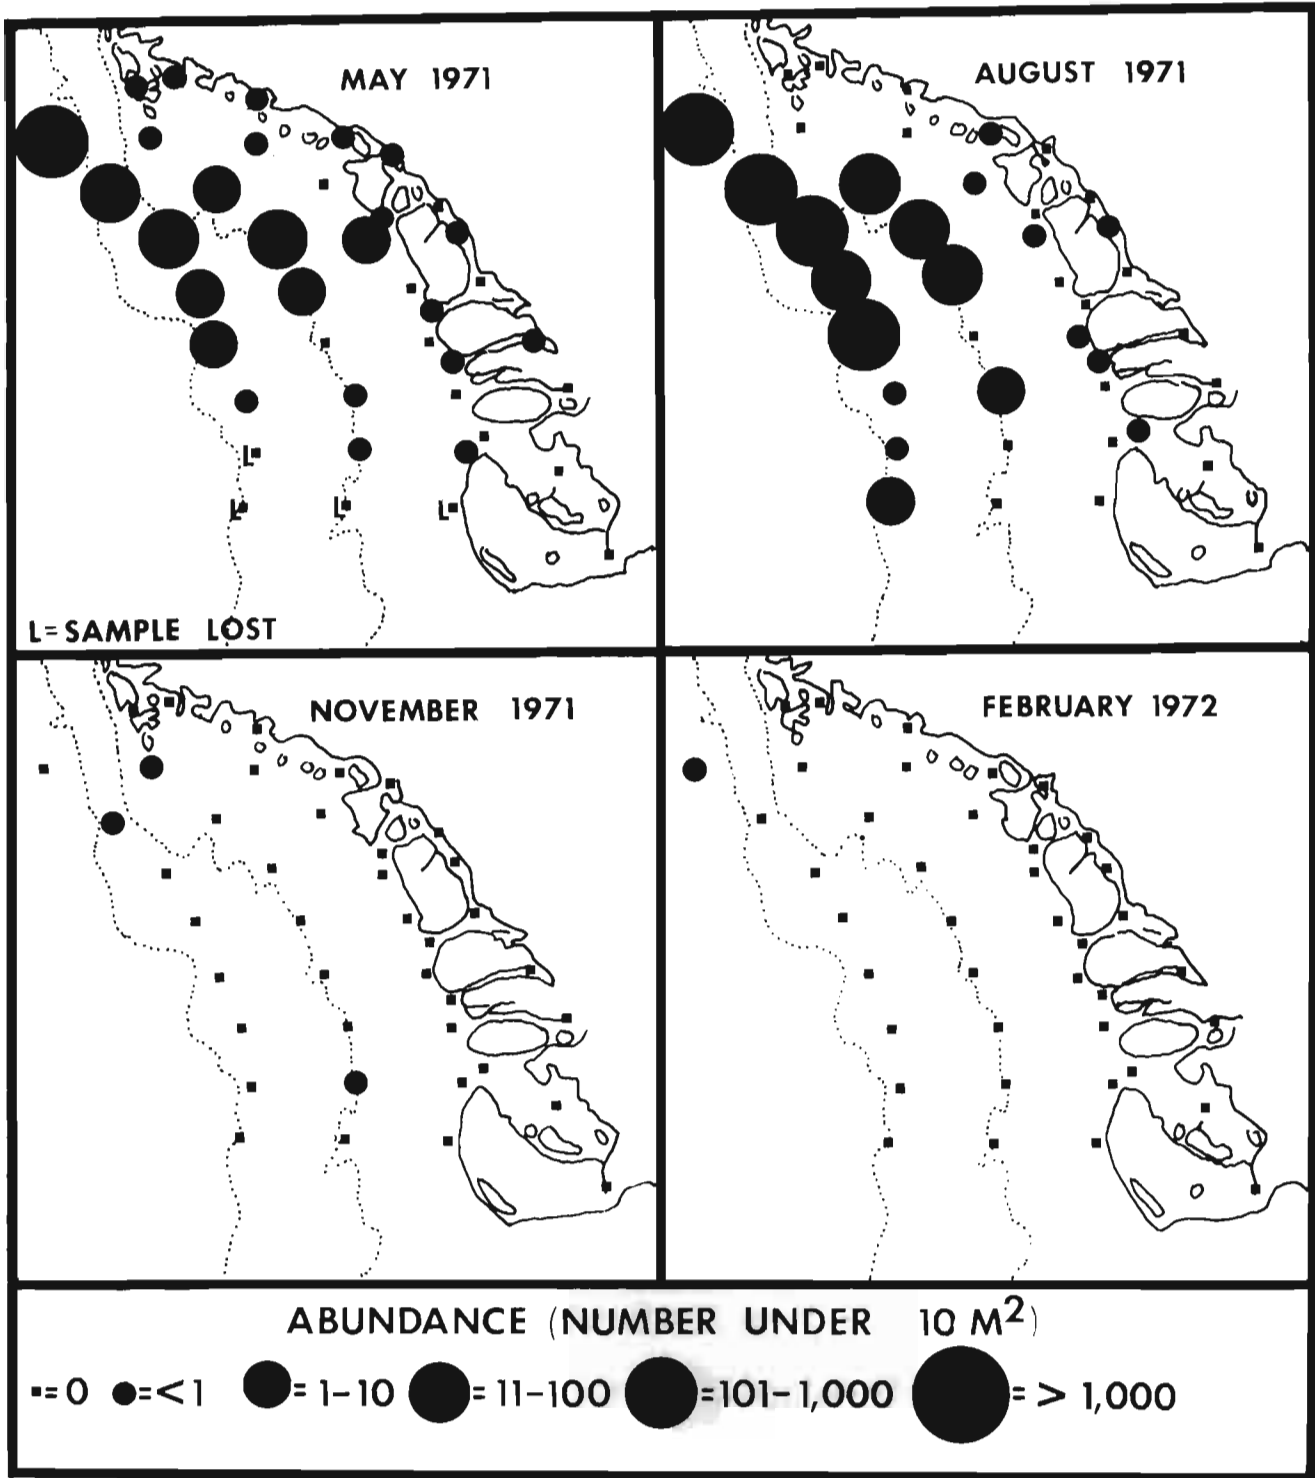 MAY 1971
AUGUST 1971
L
L
L
L
L=SAMPLE LOST
NOVEMBER 1971
FEBRUARY 1972
ABUNDANCE (NUMBER UNDER 10 M²)
=0 =<1 =1-10 =11-100 =101-1,000 => 1,000